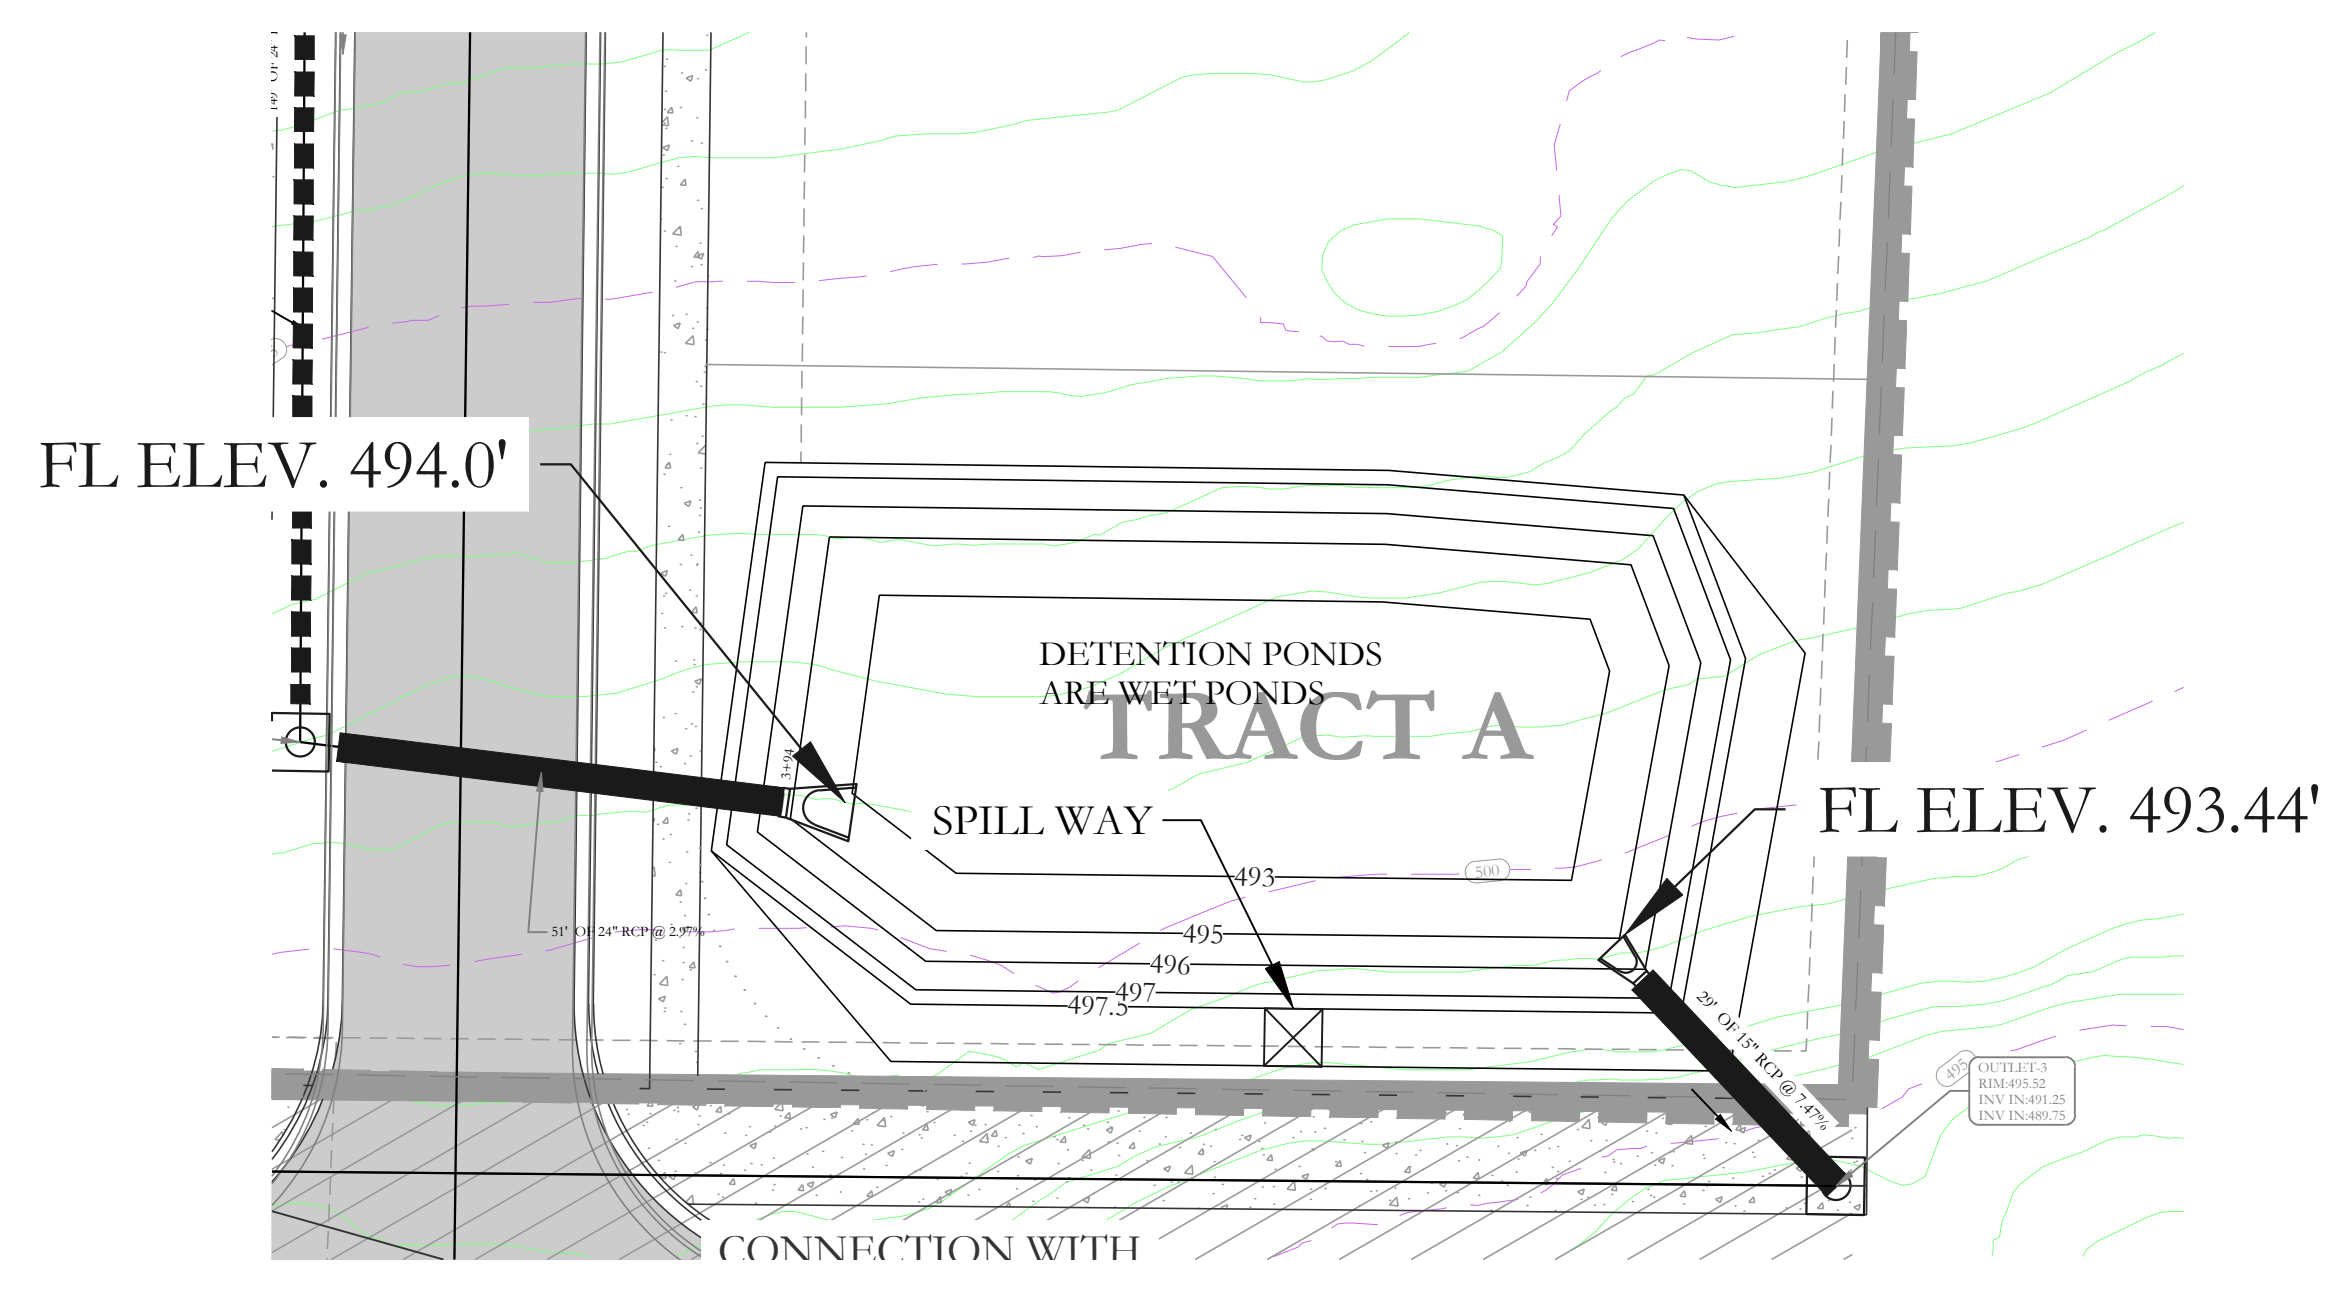 FL ELEV. 494.0'
DETENTION PONDS
ARE WET PONDS
TRACT A
3+94
SPILL WAY
FL ELEV. 493.44'
493
500
51' OF 24" RCP @ 2.97%
495
496
497
497.5
29' OF 15" RCP @ 7.47%
495
OUTLET-3
RIM:495.52
INV IN:491.25
INV IN:489.75
CONNECTION WITH